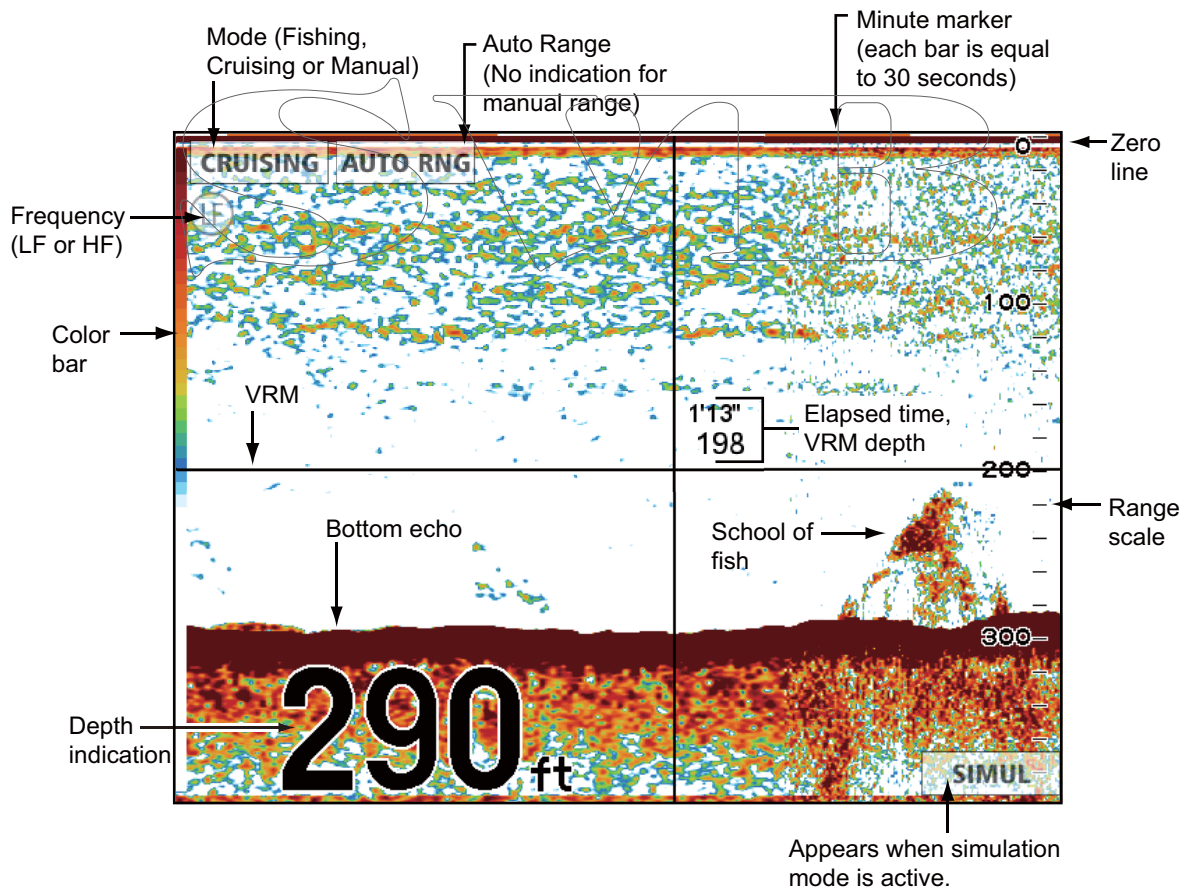 Mode (Fishing,
Cruising or Manual)
Auto Range
(No indication for
manual range)
Minute marker
(each bar is equal
to 30 seconds)
CRUISING
AUTO RNG
0
Zero
line
Frequency
(LF or HF)
LF
100
Color
bar
VRM
1'13"
198
Elapsed time,
VRM depth
200
Bottom echo
School of
fish
Range
scale
300
Depth
indication
290 ft
SIMUL
Appears when simulation
mode is active.